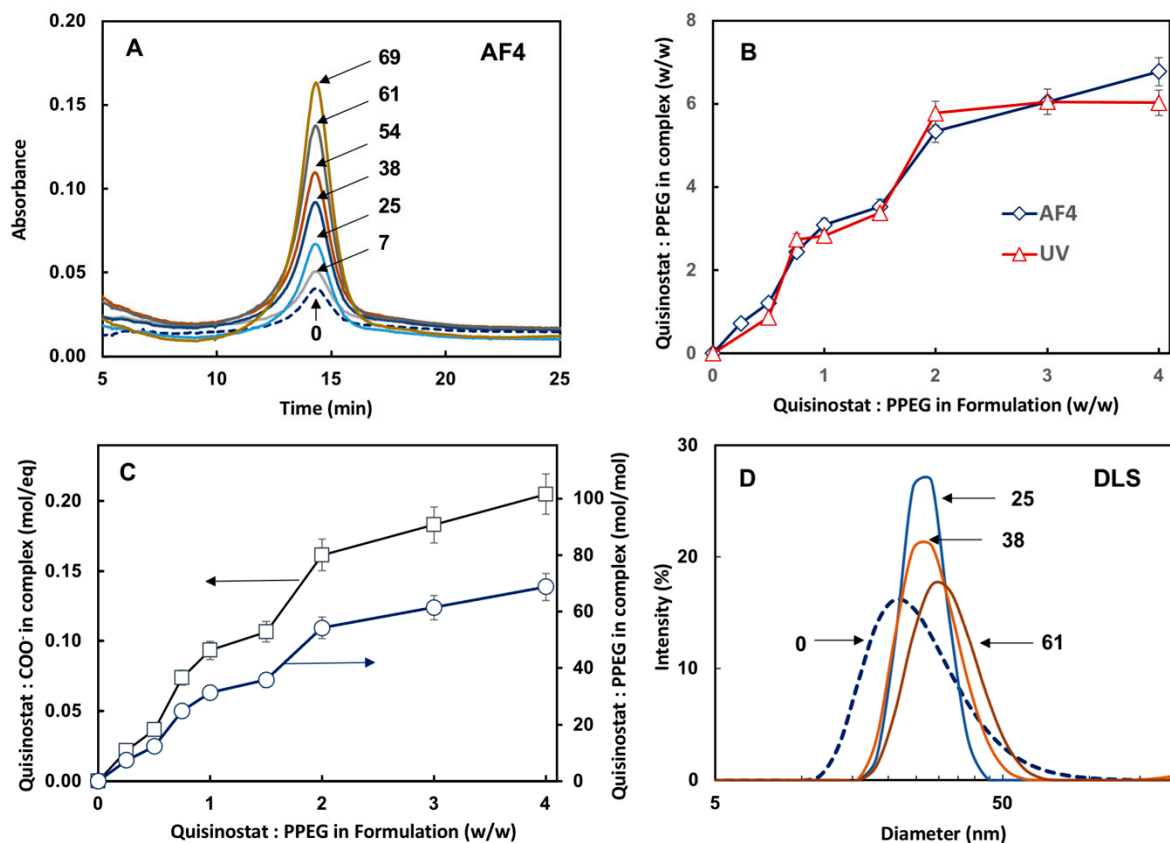 A
AF4
0.20
0.15
0.10
0.05
0.00
Absorbance
69
61
54
38
25
7
0
5 10 15 20 25
Time (min)
B
8
6
4
2
0
Quisinostat : PPEG in complex (w/w)
AF4
UV
0 1 2 3 4
Quisinostat : PPEG in Formulation (w/w)
C
0.20
0.15
0.10
0.05
0.00
Quisinostat : COO⁻ in complex (mol/eq)
100
80
60
40
20
0
Quisinostat : PPEG in complex (mol/mol)
0 1 2 3 4
Quisinostat : PPEG in Formulation (w/w)
D
DLS
30
20
10
0
Intensity (%)
25
38
0
61
5 50
Diameter (nm)